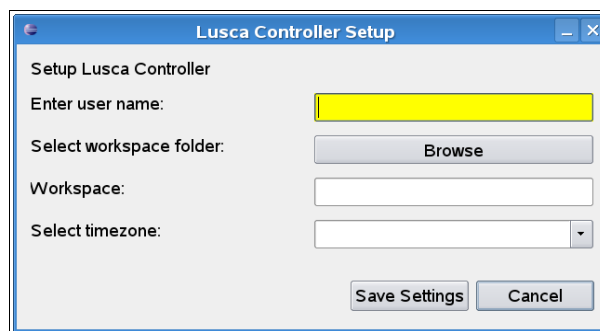 Lusca Controller Setup
Setup Lusca Controller
Enter user name:
Select workspace folder:
Browse
Workspace:
Select timezone:
Save Settings
Cancel